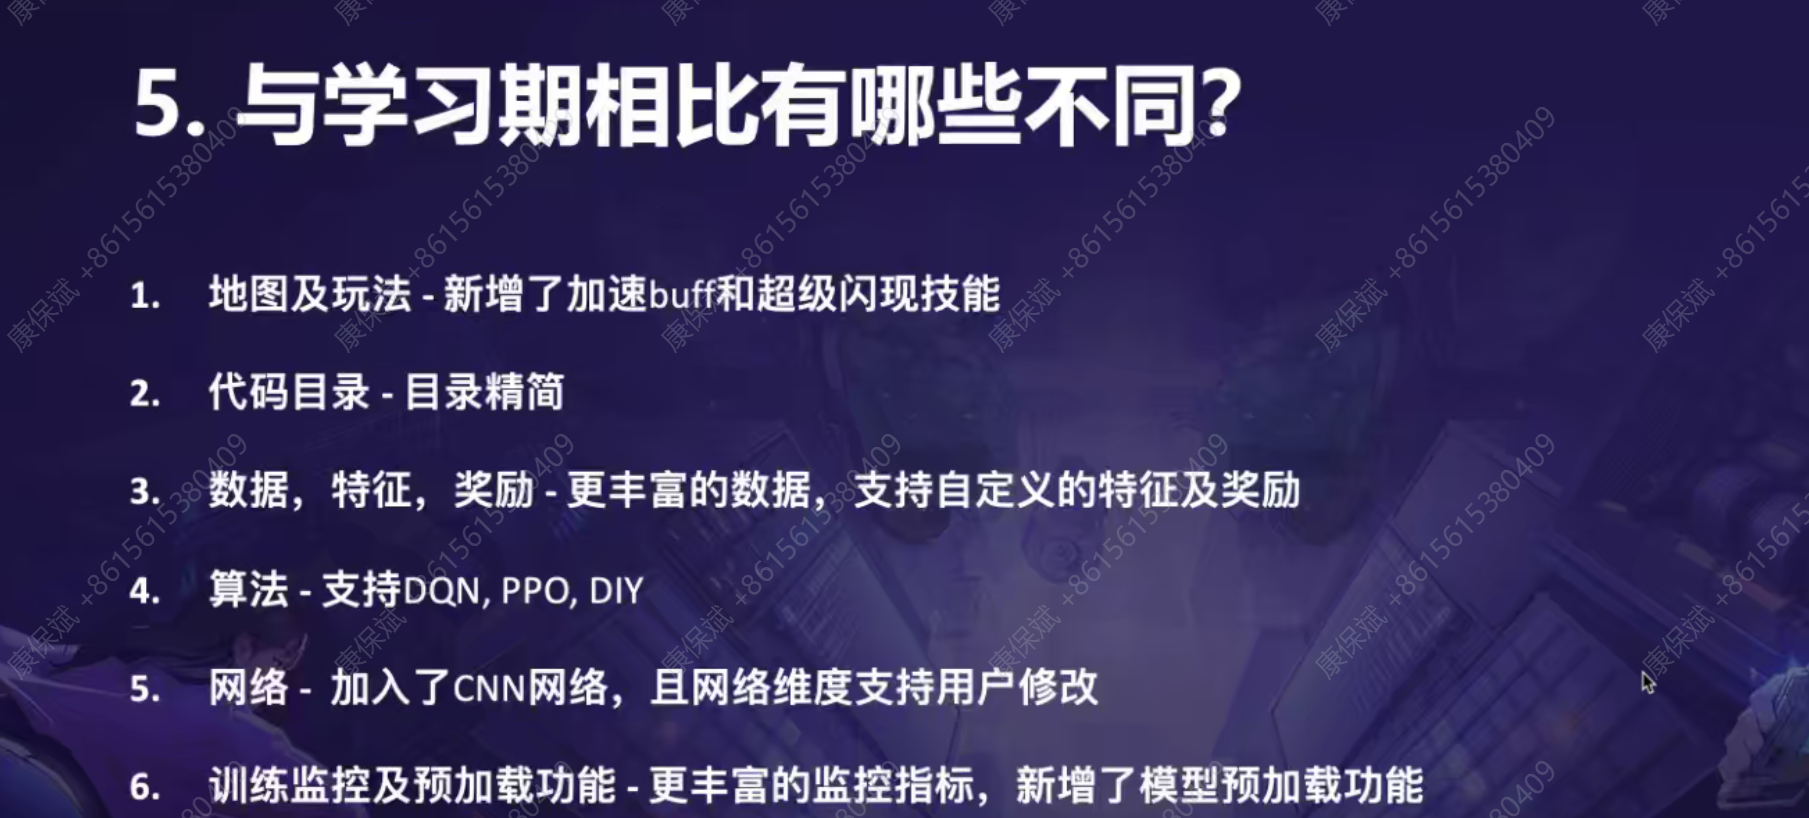 5. 与学习期相比有哪些不同？
1. 地图及玩法 - 新增了加速buff和超级闪现技能
2. 代码目录 - 目录精简
3. 数据，特征，奖励 - 更丰富的数据，支持自定义的特征及奖励
4. 算法 - 支持DQN, PPO, DIY
5. 网络 - 加入了CNN网络，且网络维度支持用户修改
6. 训练监控及预加载功能 - 更丰富的监控指标，新增了模型预加载功能
康保斌 +8615615380409